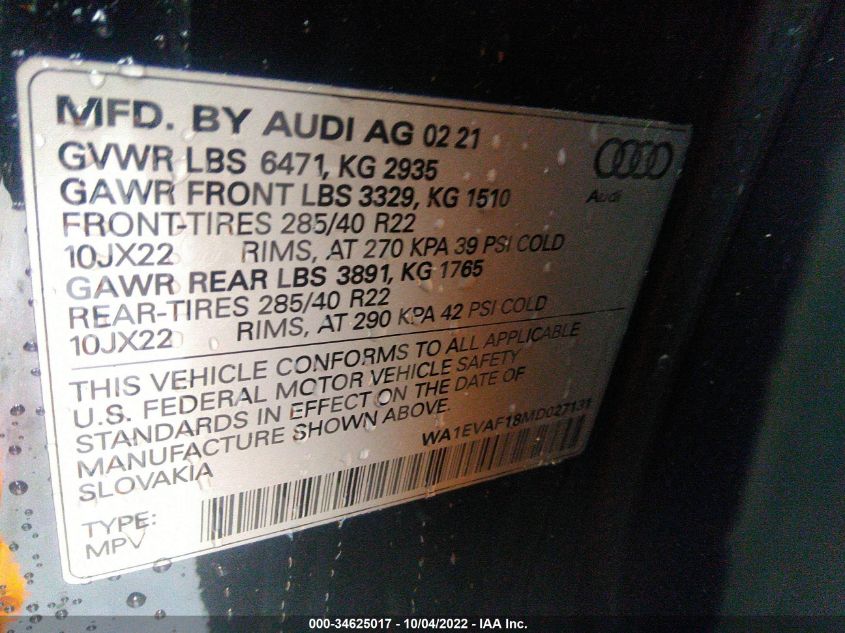 MFD. BY AUDI AG 02 21
GVWR LBS 6471, KG 2935
GAWR FRONT LBS 3329, KG 1510
FRONT-TIRES 285/40 R22
10JX22 RIMS, AT 270 KPA 39 PSI COLD
GAWR REAR LBS 3891, KG 1765
REAR-TIRES 285/40 R22
10JX22 RIMS, AT 290 KPA 42 PSI COLD
Audi
THIS VEHICLE CONFORMS TO ALL APPLICABLE
U.S. FEDERAL MOTOR VEHICLE SAFETY
STANDARDS IN EFFECT ON THE DATE OF
MANUFACTURE SHOWN ABOVE.
SLOVAKIA
WA1EVAF18MD027131
TYPE:
MPV
000-34625017 - 10/04/2022 - IAA Inc.